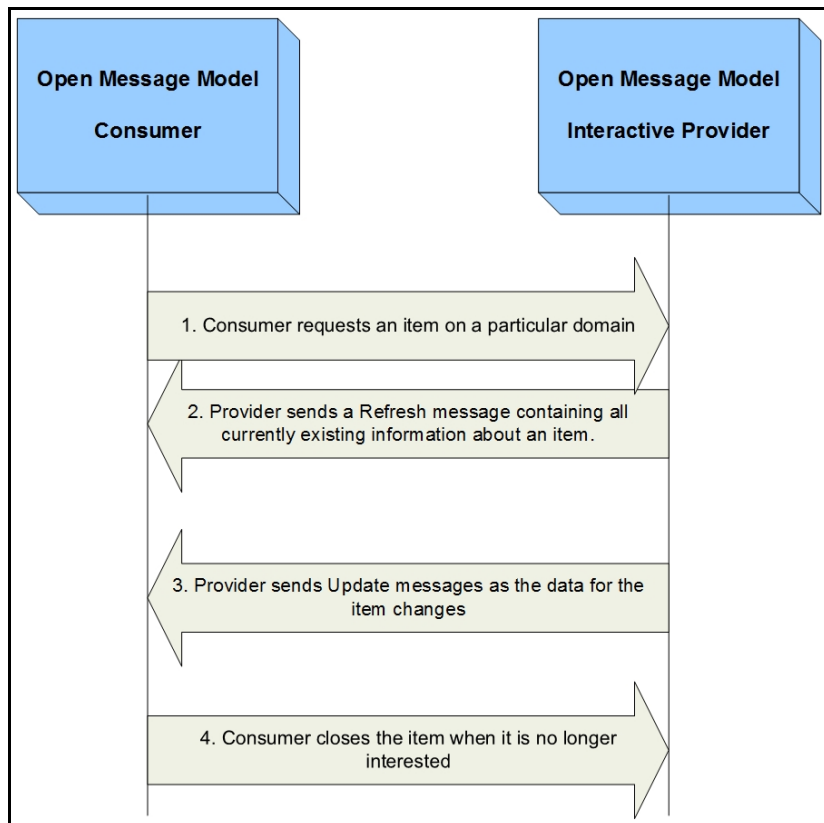 Open Message Model
Consumer
Open Message Model
Interactive Provider
1. Consumer requests an item on a particular domain
2. Provider sends a Refresh message containing all
currently existing information about an item.
3. Provider sends Update messages as the data for the
item changes
4. Consumer closes the item when it is no longer
interested